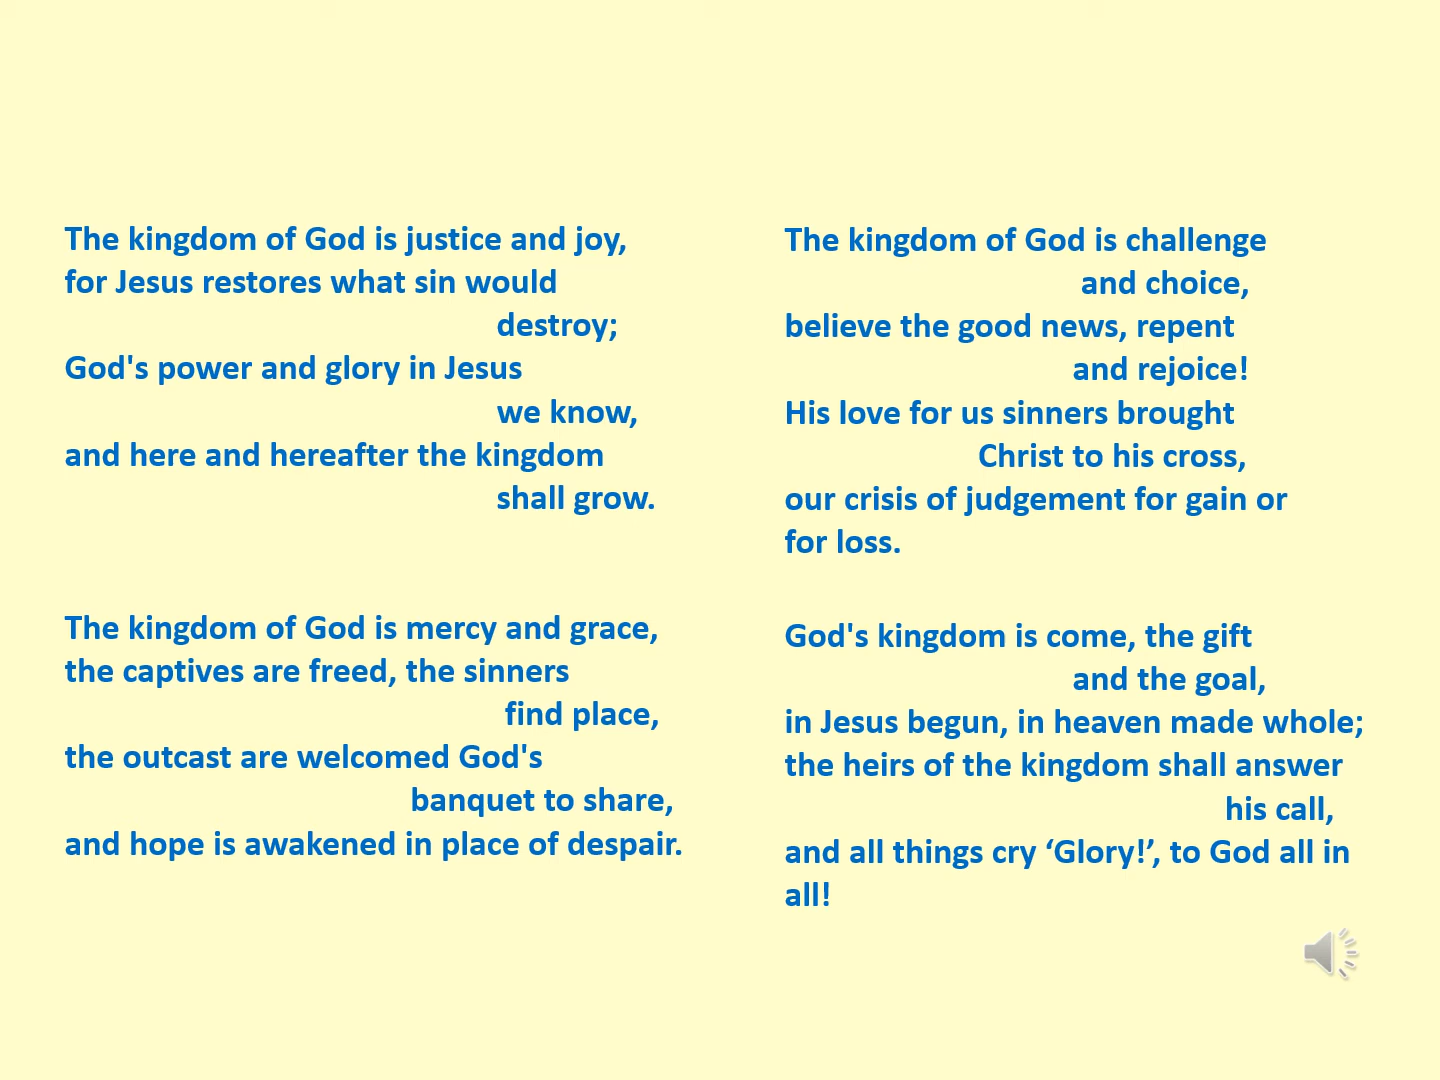 The kingdom of God is justice and joy,
for Jesus restores what sin would
destroy;
God's power and glory in Jesus
we know,
and here and hereafter the kingdom
shall grow.
The kingdom of God is mercy and grace,
the captives are freed, the sinners
find place,
the outcast are welcomed God's
banquet to share,
and hope is awakened in place of despair.
The kingdom of God is challenge
and choice,
believe the good news, repent
and rejoice!
His love for us sinners brought
Christ to his cross,
our crisis of judgement for gain or
for loss.
God's kingdom is come, the gift
and the goal,
in Jesus begun, in heaven made whole;
the heirs of the kingdom shall answer
his call,
and all things cry ‘Glory!’, to God all in
all!